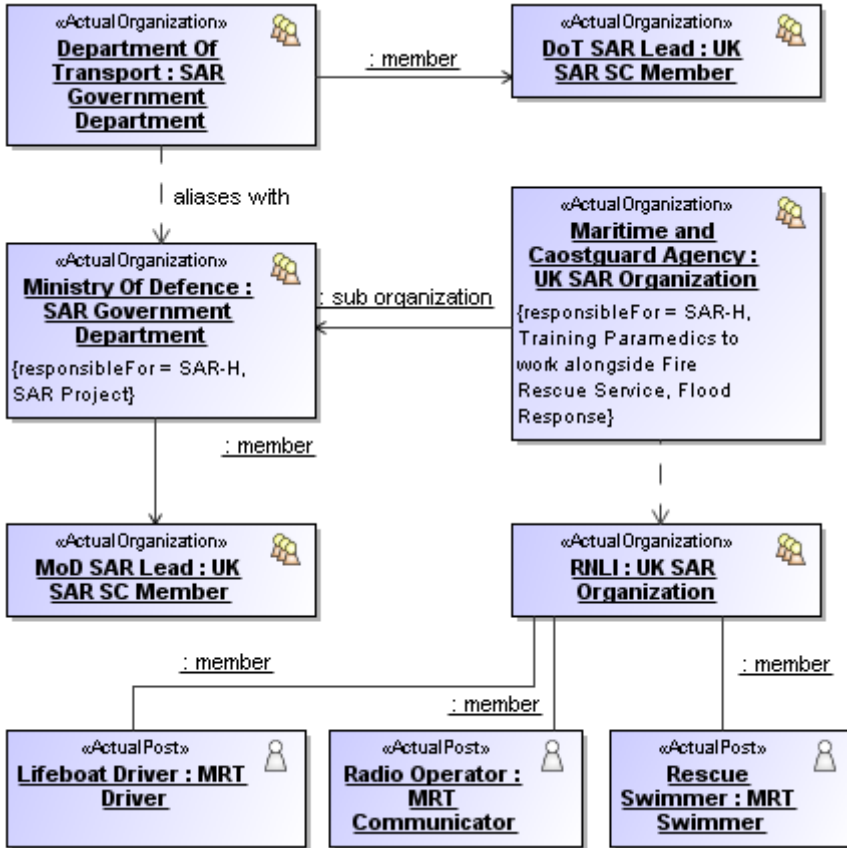 «ActualOrganization»
Department Of
Transport : SAR
Government
Department
: member
«ActualOrganization»
DoT SAR Lead : UK
SAR SC Member
aliases with
«ActualOrganization»
Ministry Of Defence :
SAR Government
Department
{responsibleFor = SAR-H,
SAR Project}
: sub organization
«ActualOrganization»
Maritime and
Caostguard Agency :
UK SAR Organization
{responsibleFor = SAR-H,
Training Paramedics to
work alongside Fire
Rescue Service, Flood
Response}
: member
«ActualOrganization»
MoD SAR Lead : UK
SAR SC Member
«ActualOrganization»
RNLI : UK SAR
Organization
: member
: member
: member
«ActualPost»
Lifeboat Driver : MRT
Driver
«ActualPost»
Radio Operator :
MRT
Communicator
«ActualPost»
Rescue
Swimmer : MRT
Swimmer